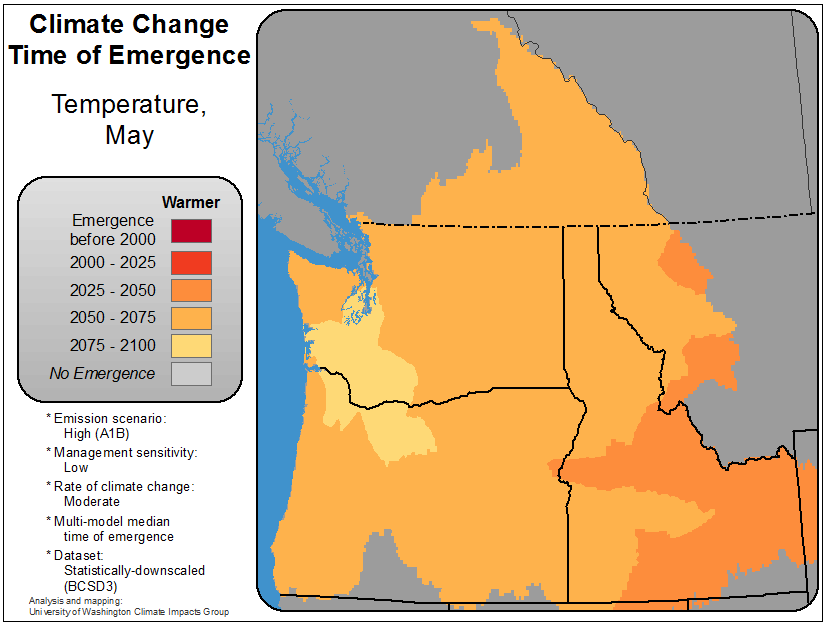 Climate Change
Time of Emergence
Temperature,
May
Warmer
Emergence
before 2000
2000 - 2025
2025 - 2050
2050 - 2075
2075 - 2100
No Emergence
* Emission scenario:
High (A1B)
* Management sensitivity:
Low
* Rate of climate change:
Moderate
* Multi-model median
time of emergence
* Dataset:
Statistically-downscaled
(BCSD3)
Analysis and mapping:
University of Washington Climate Impacts Group